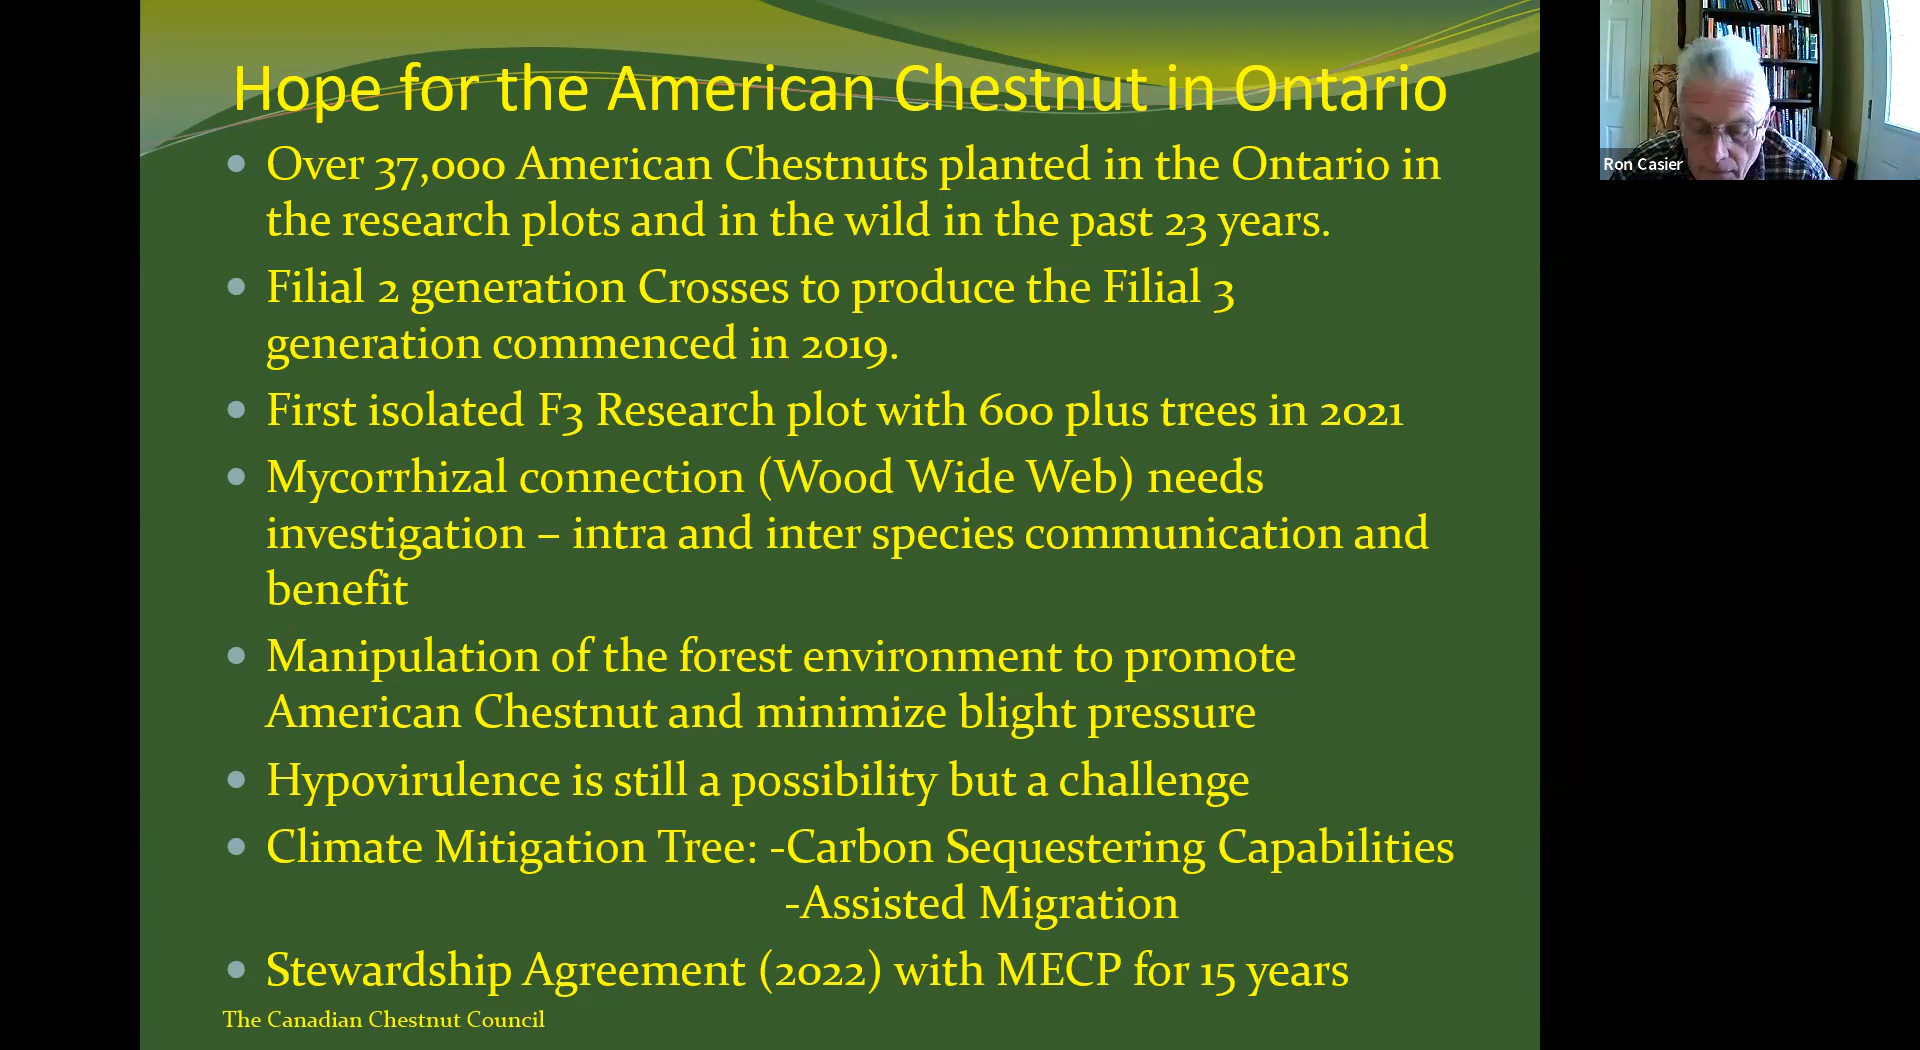 Hope for the American Chestnut in Ontario
Over 37,000 American Chestnuts planted in the Ontario in
the research plots and in the wild in the past 23 years.
Filial 2 generation Crosses to produce the Filial 3
generation commenced in 2019.
First isolated F3 Research plot with 600 plus trees in 2021
Mycorrhizal connection (Wood Wide Web) needs
investigation – intra and inter species communication and
benefit
Manipulation of the forest environment to promote
American Chestnut and minimize blight pressure
Hypovirulence is still a possibility but a challenge
Climate Mitigation Tree: -Carbon Sequestering Capabilities
-Assisted Migration
Stewardship Agreement (2022) with MECP for 15 years
The Canadian Chestnut Council
Ron Casier